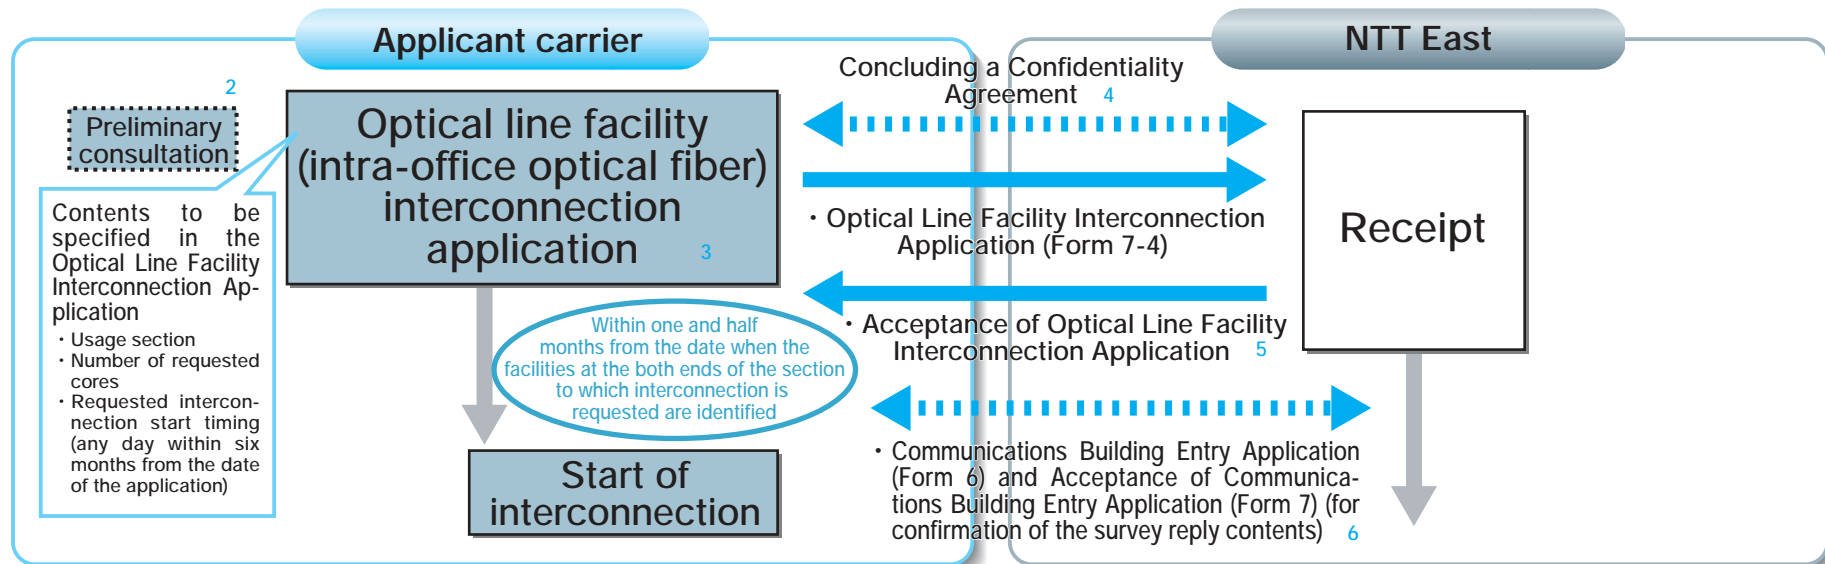 Applicant carrier
NTT East
2
Preliminary
consultation
Contents to be
specified in the
Optical Line Facility
Interconnection Ap-
plication
・Usage section
・Number of requested
cores
・Requested intercon-
nection start timing
(any day within six
months from the date
of the application)
Optical line facility
(intra-office optical fiber)
interconnection
application 3
Within one and half
months from the date when the
facilities at the both ends of the section
to which interconnection is
requested are identified
Start of
interconnection
Concluding a Confidentiality
Agreement 4
・Optical Line Facility Interconnection
Application (Form 7-4)
・Acceptance of Optical Line Facility
Interconnection Application 5
・Communications Building Entry Application
(Form 6) and Acceptance of Communica-
tions Building Entry Application (Form 7) (for
confirmation of the survey reply contents) 6
Receipt